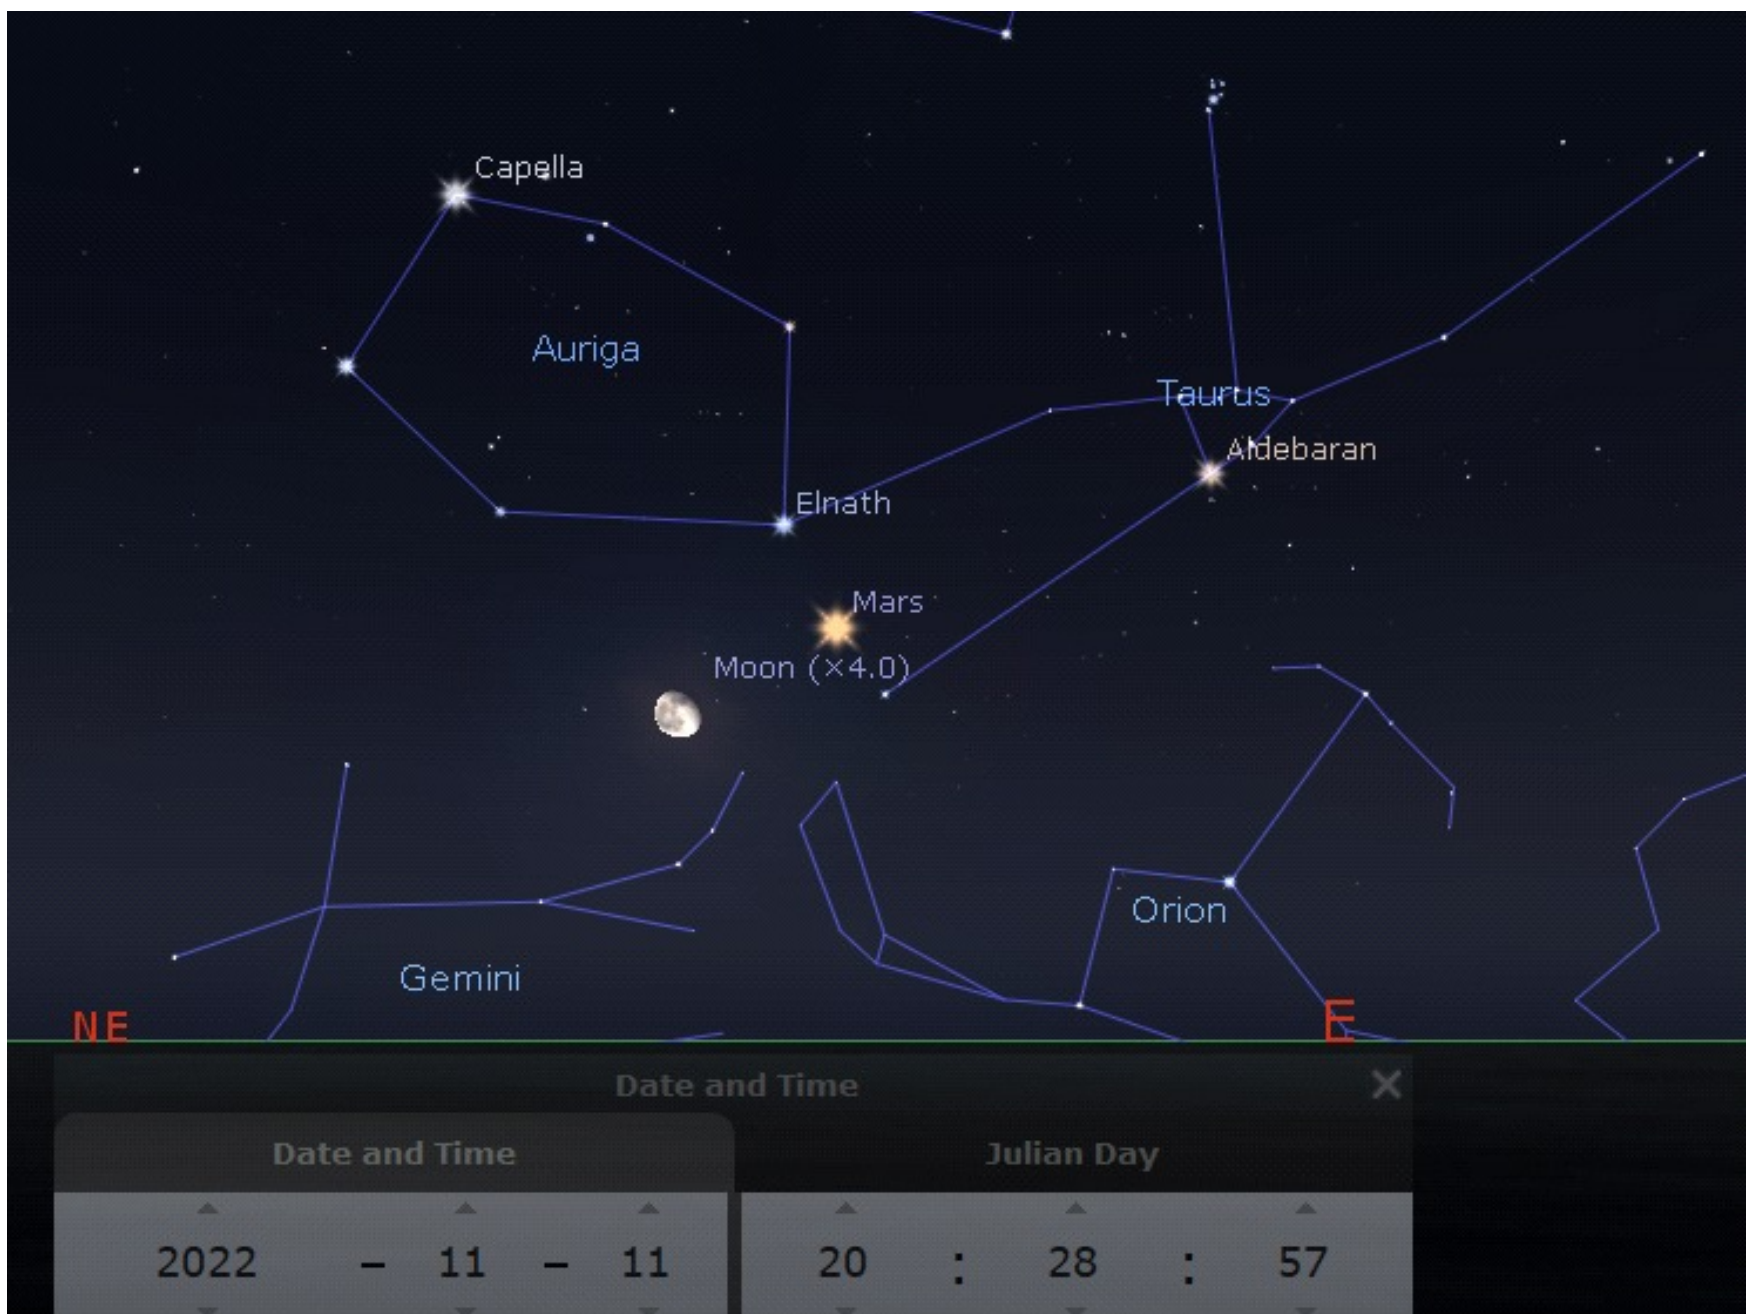 Capella
Auriga
Taurus
Aldebaran
Elnath
Mars
Moon (×4.0)
Orion
Gemini
NE
E
Date and Time
Date and Time
Julian Day
2022 – 11 – 11 20 : 28 : 57